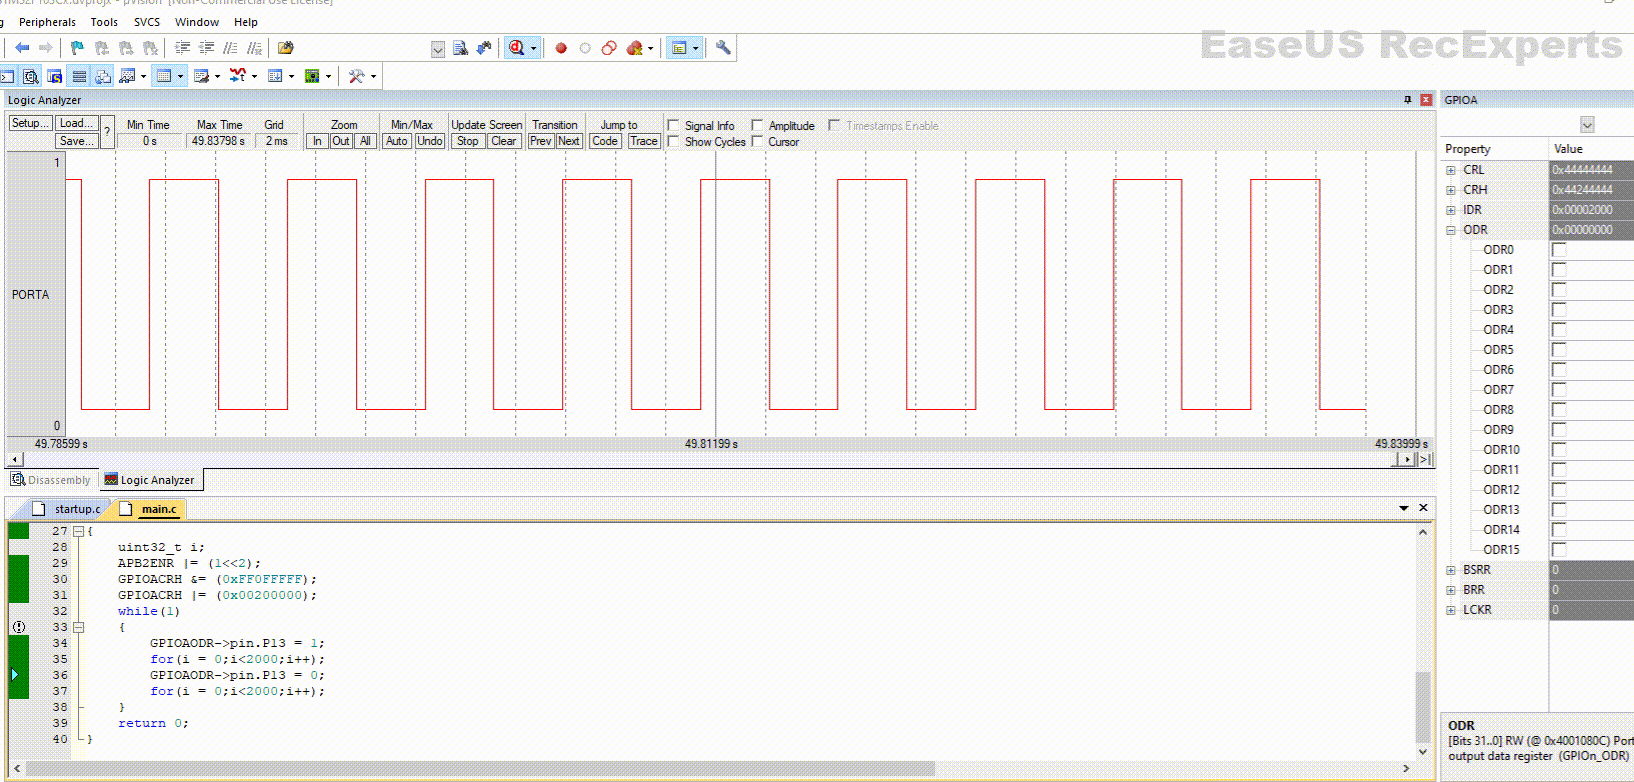 STM32F103CX.uvprojx - µVision [Non-Commercial Use License]
Peripherals Tools SVCS Window Help
EaseUS RecExperts
Logic Analyzer
Setup... Load... Save... ?
Min Time Max Time Grid Zoom Min/Max Update Screen Transition Jump to
0 s 49.83798 s 2 ms In Out All Auto Undo Stop Clear Prev Next Code Trace
Signal Info Amplitude Timestamps Enable
Show Cycles Cursor
1
PORTA
0
49.78599 s 49.81199 s 49.83999 s
Disassembly Logic Analyzer
startup.c main.c
27 {
28 uint32_t i;
29 APB2ENR |= (1<<2);
30 GPIOACRH &= (0xFF0FFFFF);
31 GPIOACRH |= (0x00200000);
32 while(1)
33 {
34 GPIOAODR->pin.P13 = 1;
35 for(i = 0;i<2000;i++);
36 GPIOAODR->pin.P13 = 0;
37 for(i = 0;i<2000;i++);
38 }
39 return 0;
40 }
GPIOA
Property Value
CRL 0x44444444
CRH 0x44244444
IDR 0x00002000
ODR 0x00000000
ODR0
ODR1
ODR2
ODR3
ODR4
ODR5
ODR6
ODR7
ODR8
ODR9
ODR10
ODR11
ODR12
ODR13
ODR14
ODR15
BSRR 0
BRR 0
LCKR 0
ODR
[Bits 31..0] RW (@ 0x4001080C) Port
output data register (GPIOn_ODR)